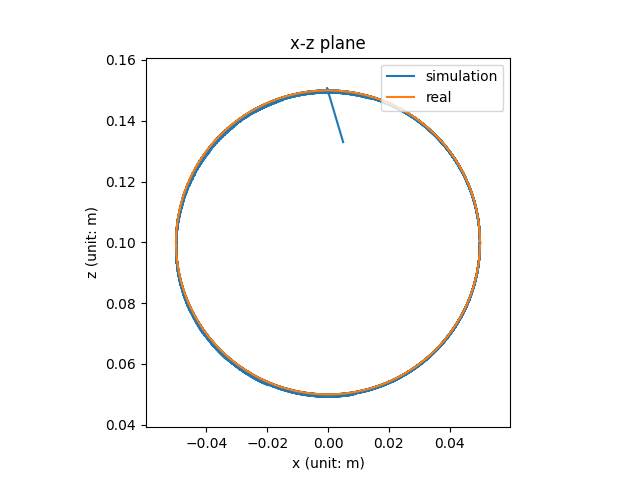 x-z plane
simulation
real
0.16
0.14
0.12
0.10
0.08
0.06
0.04
z (unit: m)
−0.04 −0.02 0.00 0.02 0.04
x (unit: m)